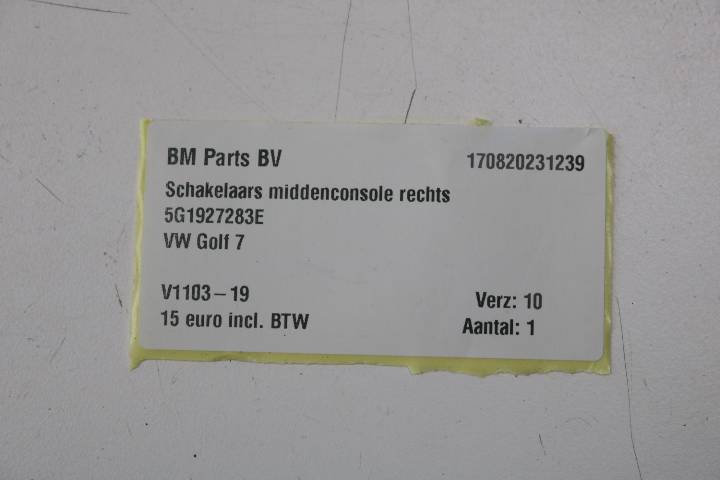 BM Parts BV 170820231239
Schakelaars middenconsole rechts
5G1927283E
VW Golf 7
V1103-19 Verz: 10
15 euro incl. BTW Aantal: 1